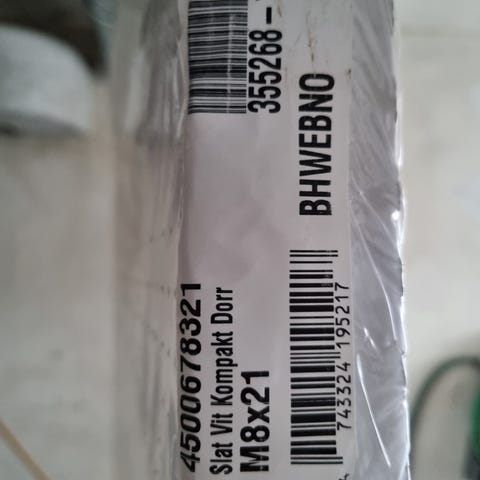 4500678321
Slat Vit Kompakt Dorr
M8x21
355268-
BHWEBNO
743324 195217